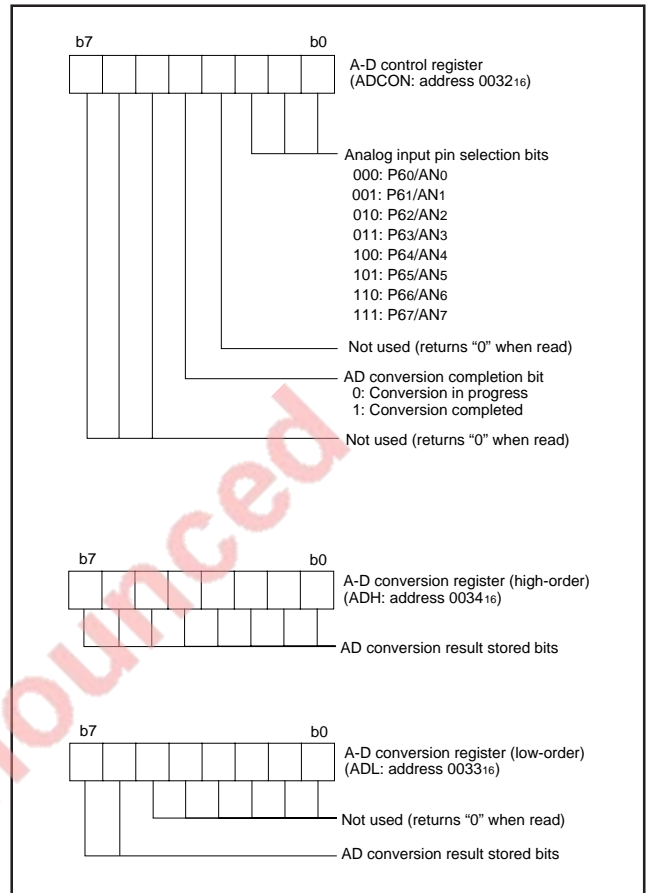 b7 b0
A-D control register
(ADCON: address 003216)
Analog input pin selection bits
000: P60/AN0
001: P61/AN1
010: P62/AN2
011: P63/AN3
100: P64/AN4
101: P65/AN5
110: P66/AN6
111: P67/AN7
Not used (returns “0” when read)
AD conversion completion bit
0: Conversion in progress
1: Conversion completed
Not used (returns “0” when read)
b7 b0
A-D conversion register (high-order)
(ADH: address 003416)
AD conversion result stored bits
b7 b0
A-D conversion register (low-order)
(ADL: address 003316)
Not used (returns “0” when read)
AD conversion result stored bits
ounced